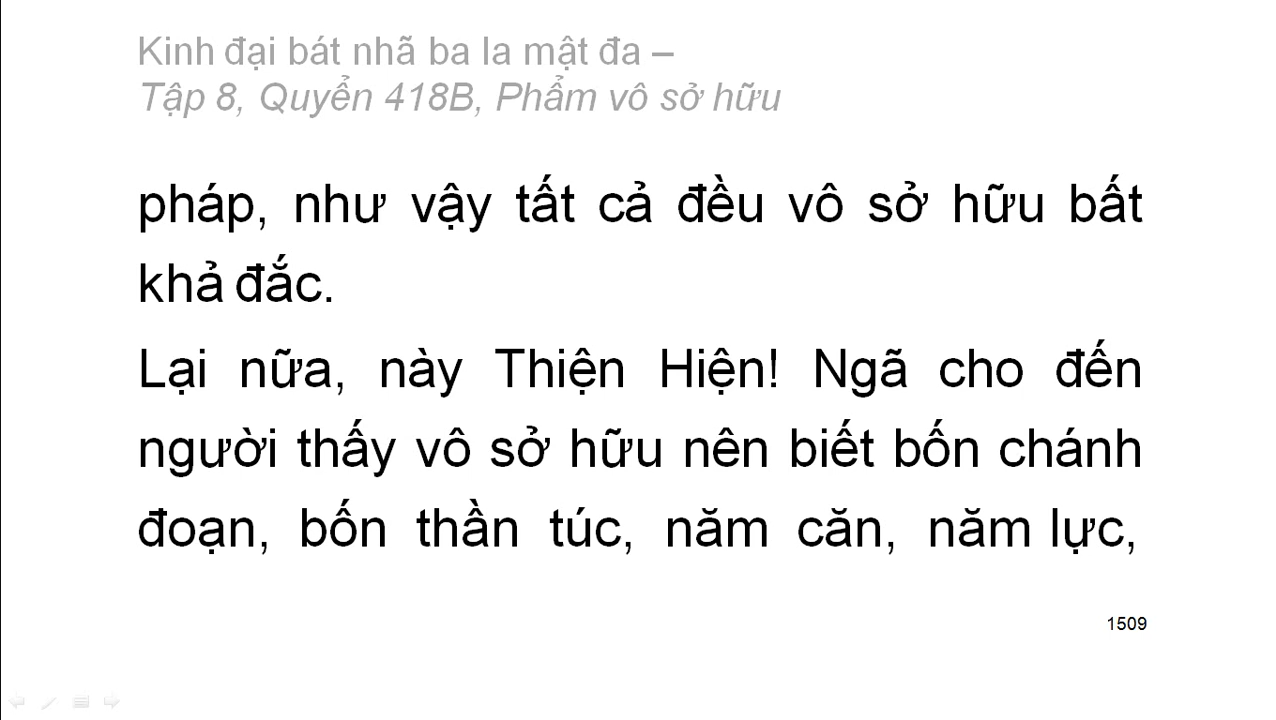 Kinh đại bát nhã ba la mật đa –
Tập 8, Quyển 418B, Phẩm vô sở hữu
pháp, như vậy tất cả đều vô sở hữu bất
khả đắc.
Lại nữa, này Thiện Hiện! Ngã cho đến
người thấy vô sở hữu nên biết bốn chánh
đoạn, bốn thần túc, năm căn, năm lực,
1509